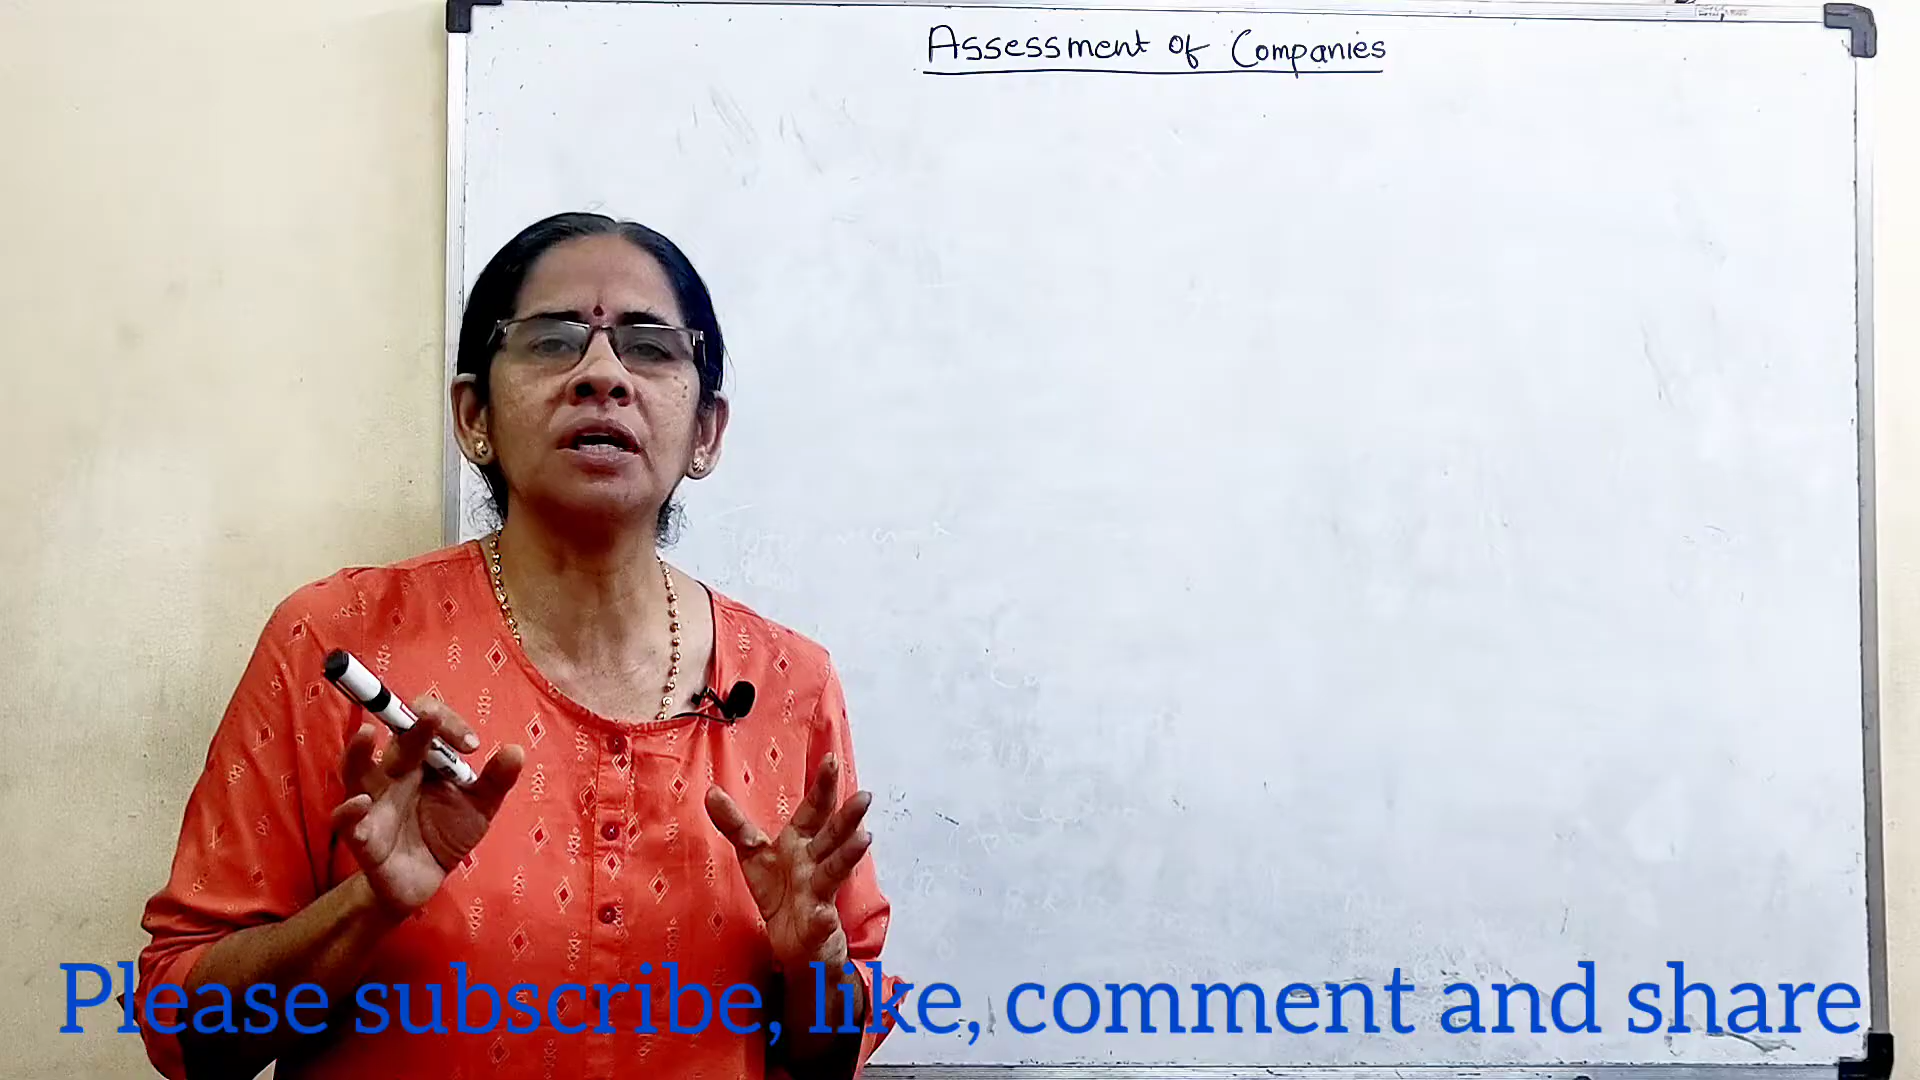 Assessment of Companies
Please subscribe, like, comment and share